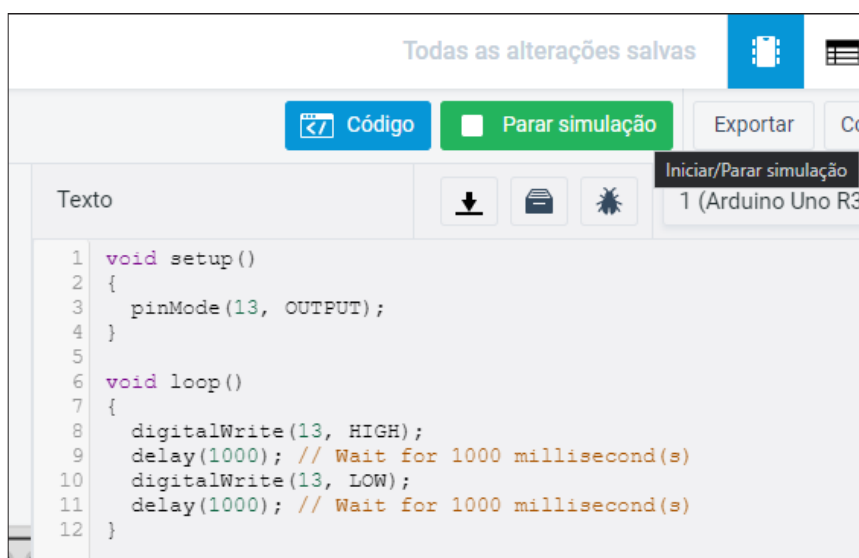 Todas as alterações salvas
Código
Parar simulação
Exportar
Iniciar/Parar simulação
Texto
1 (Arduino Uno R3
1 void setup()
2 {
3   pinMode(13, OUTPUT);
4 }
5
6 void loop()
7 {
8   digitalWrite(13, HIGH);
9   delay(1000); // Wait for 1000 millisecond(s)
10   digitalWrite(13, LOW);
11   delay(1000); // Wait for 1000 millisecond(s)
12 }